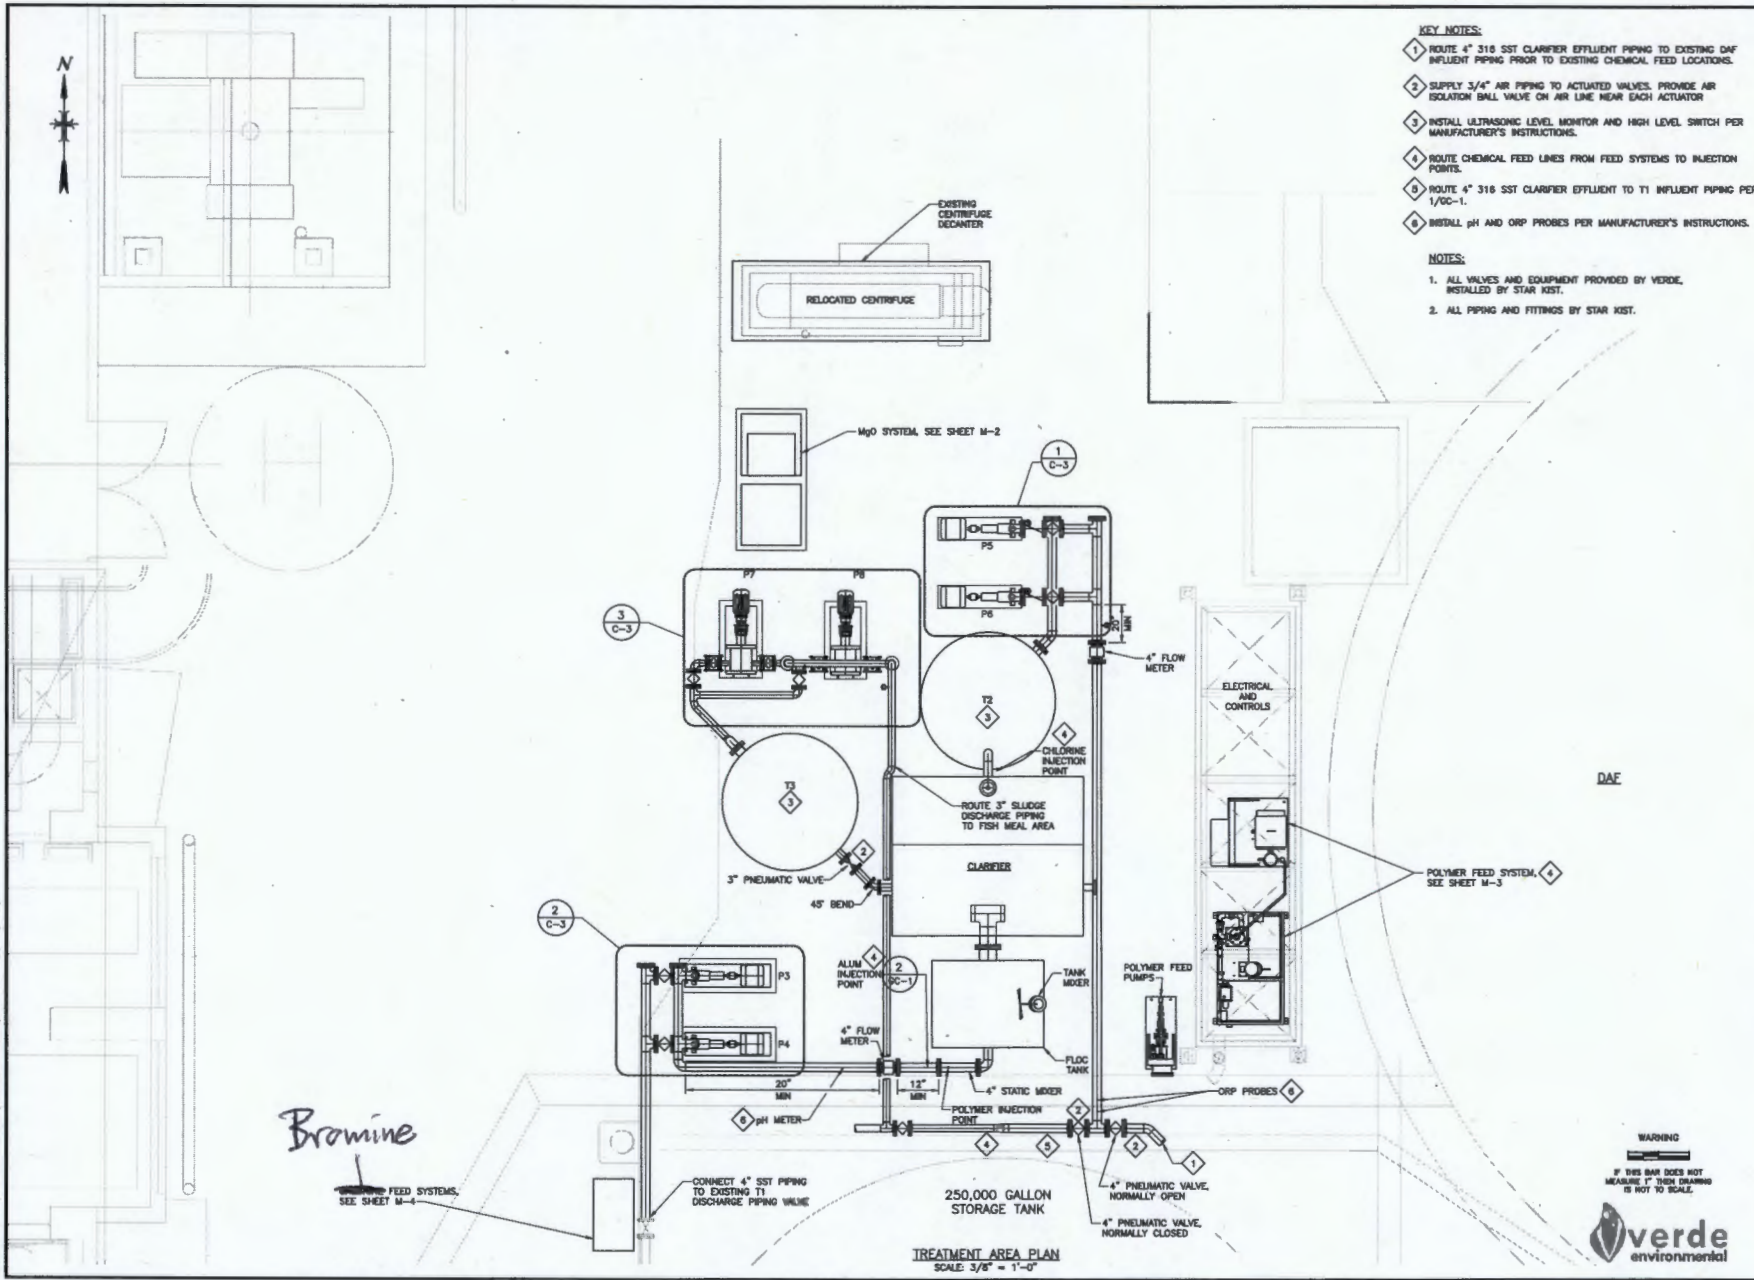 N
KEY NOTES:
1 ROUTE 4" 316 SST CLARIFIER EFFLUENT PIPING TO EXISTING DAF
INFLUENT PIPING PRIOR TO EXISTING CHEMICAL FEED LOCATIONS.
2 SUPPLY 3/4" AIR PIPING TO ACTUATED VALVES. PROVIDE AIR
ISOLATION BALL VALVE ON AIR LINE NEAR EACH ACTUATOR
3 INSTALL ULTRASONIC LEVEL MONITOR AND HIGH LEVEL SWITCH PER
MANUFACTURER'S INSTRUCTIONS.
4 ROUTE CHEMICAL FEED LINES FROM FEED SYSTEMS TO INJECTION
POINTS.
5 ROUTE 4" 316 SST CLARIFIER EFFLUENT TO T1 INFLUENT PIPING PER
1/GC-1.
6 INSTALL pH AND ORP PROBES PER MANUFACTURER'S INSTRUCTIONS.
NOTES:
1. ALL VALVES AND EQUIPMENT PROVIDED BY VERDE,
INSTALLED BY STAR KIST.
2. ALL PIPING AND FITTINGS BY STAR KIST.
EXISTING
CENTRIFUGE
DECANTER
RELOCATED CENTRIFUGE
MgO SYSTEM, SEE SHEET M-2
1
C-3
P5
P6
20"
MIN
4" FLOW
METER
3
C-3
P7
P8
T2
3
4
CHLORINE
INJECTION
POINT
ELECTRICAL
AND
CONTROLS
DAF
T3
3
ROUTE 3" SLUDGE
DISCHARGE PIPING
TO FISH MEAL AREA
2
3" PNEUMATIC VALVE
45° BEND
CLARIFIER
POLYMER FEED SYSTEM, 4
SEE SHEET M-3
2
C-3
P3
P4
4
ALUM
INJECTION
POINT
2
GC-1
TANK
MIXER
POLYMER FEED
PUMPS
4" FLOW
METER
FLOC
TANK
20"
MIN
12"
MIN
4" STATIC MIXER
ORP PROBES 6
6 pH METER
POLYMER INJECTION
POINT
2
4
5
2
1
Bromine
FEED SYSTEMS,
SEE SHEET M-4
CONNECT 4" SST PIPING
TO EXISTING T1
DISCHARGE PIPING VALVE
250,000 GALLON
STORAGE TANK
4" PNEUMATIC VALVE,
NORMALLY OPEN
4" PNEUMATIC VALVE,
NORMALLY CLOSED
TREATMENT AREA PLAN
SCALE: 3/8" = 1'-0"
WARNING
IF THIS BAR DOES NOT
MEASURE 1" THEN DRAWING
IS NOT TO SCALE.
verde
environmental